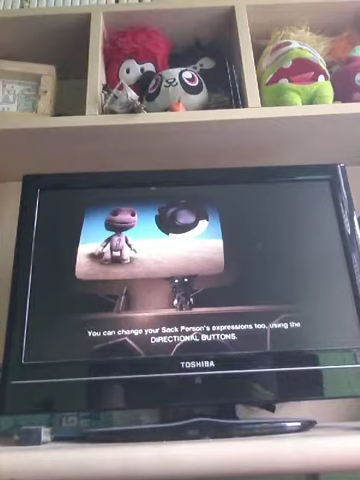 You can change your Sack Person's expressions too, using the
DIRECTIONAL BUTTONS.
TOSHIBA